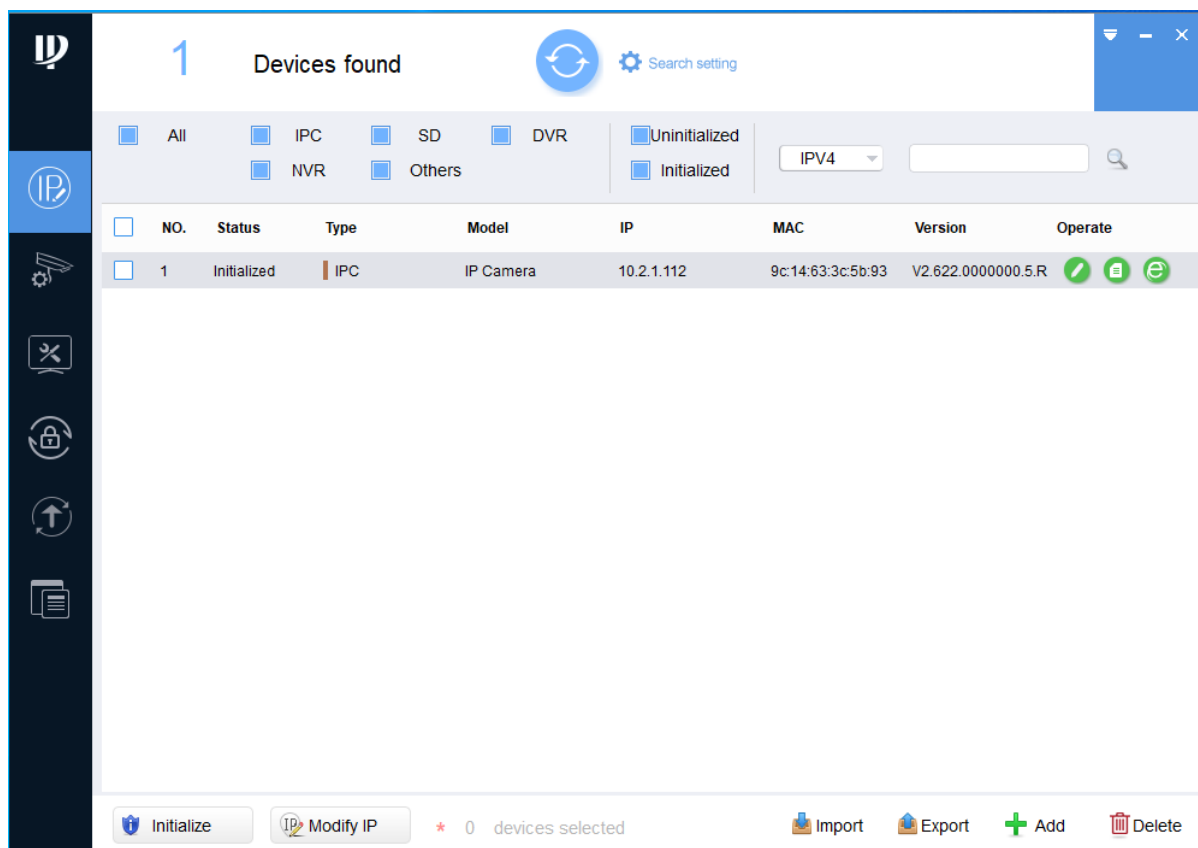 1 Devices found Search setting
All IPC SD DVR Uninitialized
NVR Others Initialized IPV4
NO. Status Type Model IP MAC Version Operate
1 Initialized IPC IP Camera 10.2.1.112 9c:14:63:3c:5b:93 V2.622.0000000.5.R
Initialize IP Modify IP * 0 devices selected Import Export Add Delete